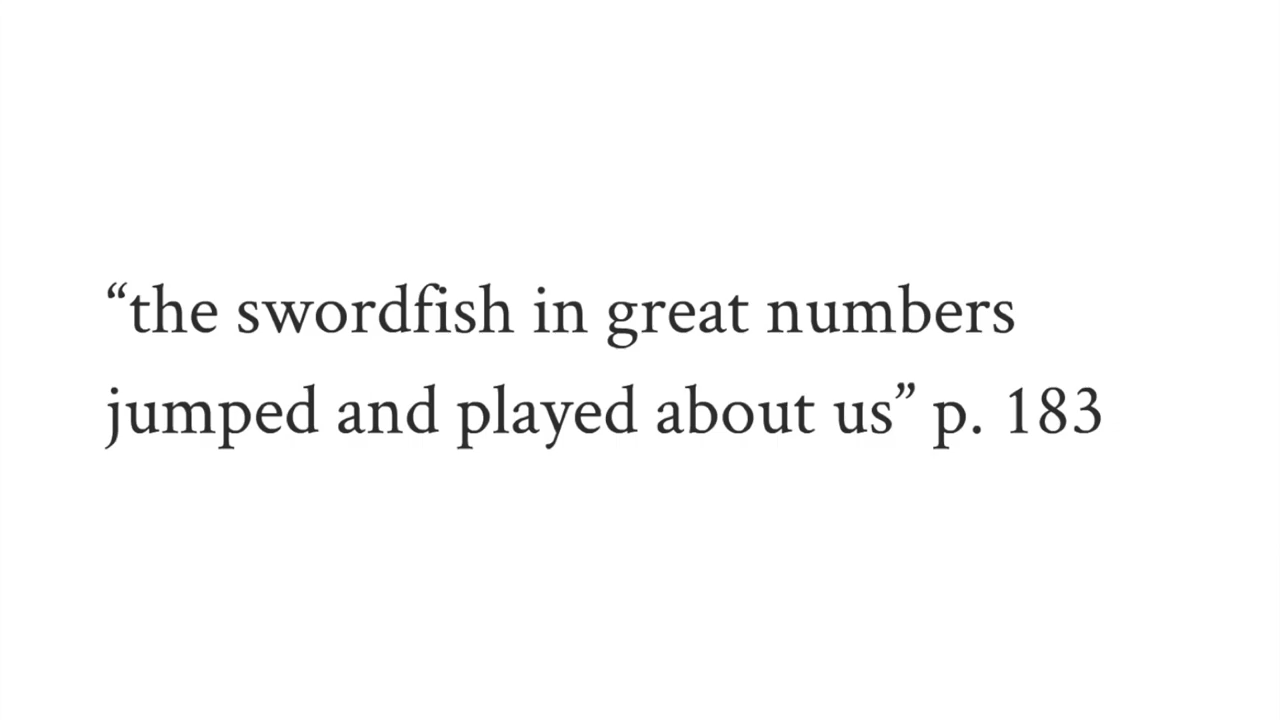 “the swordfish in great numbers
jumped and played about us” p. 183